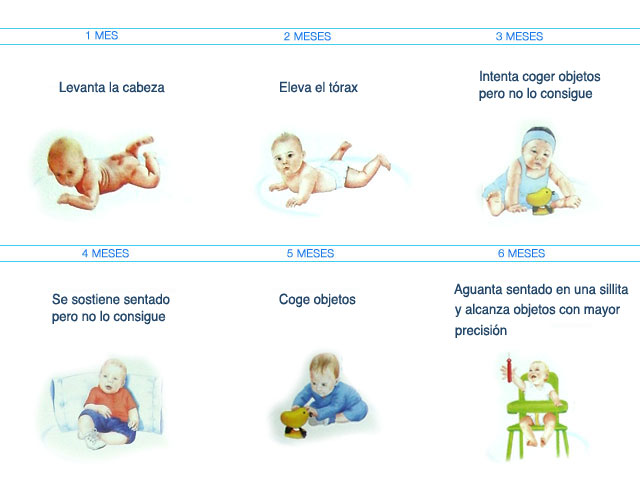 1 MES
2 MESES
3 MESES
Levanta la cabeza
Eleva el tórax
Intenta coger objetos
pero no lo consigue
4 MESES
5 MESES
6 MESES
Se sostiene sentado
pero no lo consigue
Coge objetos
Aguanta sentado en una sillita
y alcanza objetos con mayor
precisión